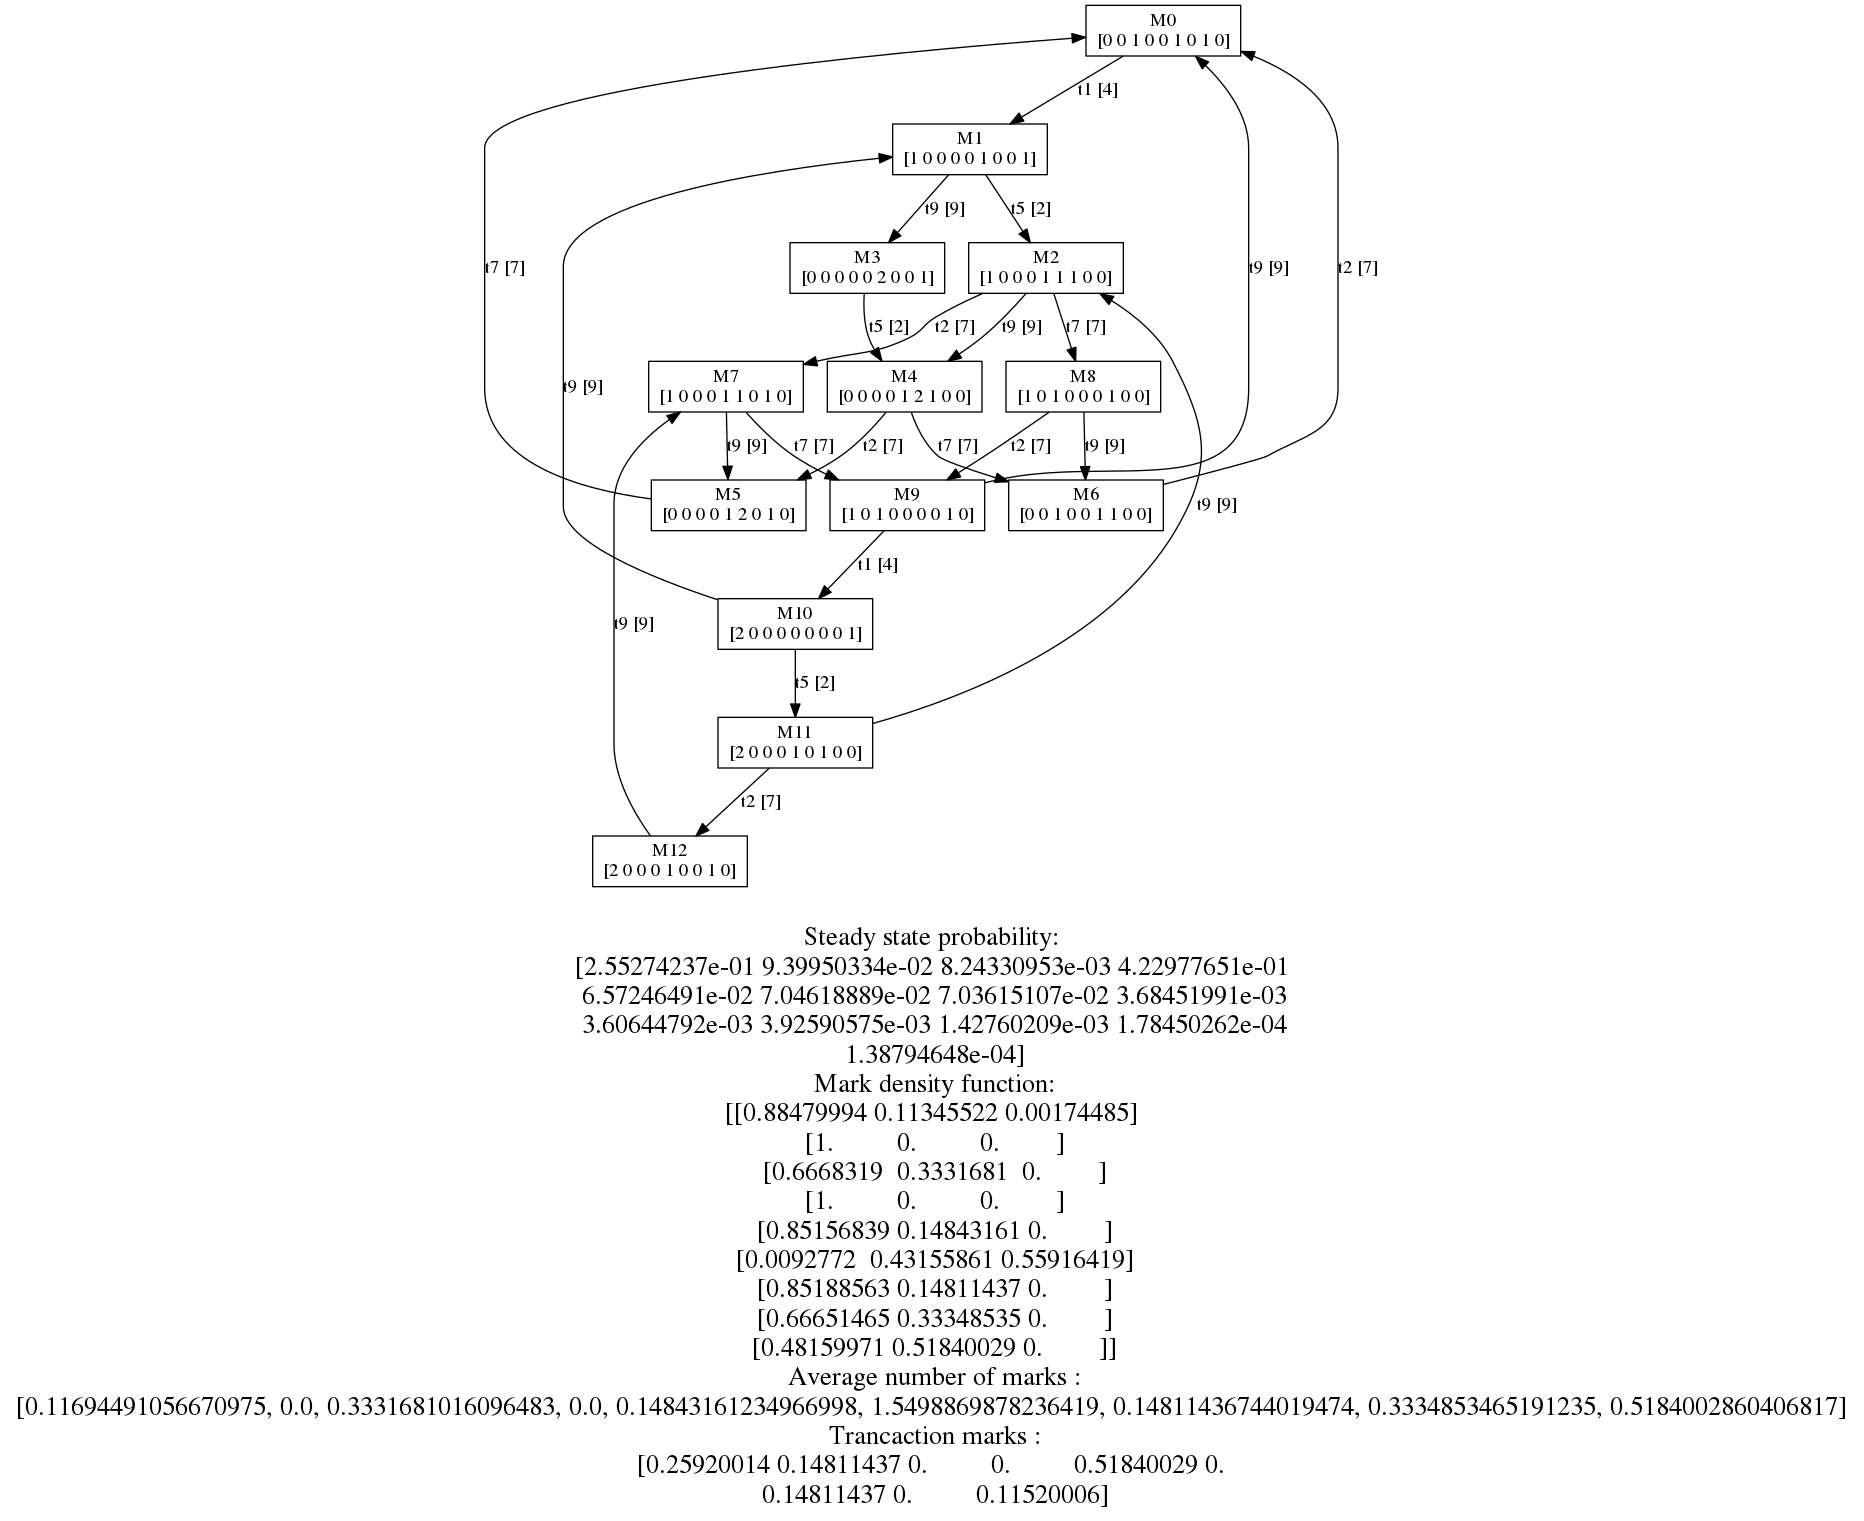 M0
[0 0 1 0 0 1 0 1 0]
t1 [4]
M1
[1 0 0 0 0 1 0 0 1]
t9 [9]
t5 [2]
M3
[0 0 0 0 0 2 0 0 1]
M2
[1 0 0 0 1 1 1 0 0]
t7 [7]
t9 [9]
t2 [7]
t5 [2]
t2 [7]
t9 [9]
t7 [7]
M7
[1 0 0 0 1 1 0 1 0]
M4
[0 0 0 0 1 2 1 0 0]
M8
[1 0 1 0 0 0 1 0 0]
t9 [9]
t9 [9]
t7 [7]
t2 [7]
t7 [7]
t2 [7]
t9 [9]
M5
[0 0 0 0 1 2 0 1 0]
M9
[1 0 1 0 0 0 0 1 0]
M6
[0 0 1 0 0 1 1 0 0]
t9 [9]
t1 [4]
M10
[2 0 0 0 0 0 0 0 1]
t9 [9]
t5 [2]
M11
[2 0 0 0 1 0 1 0 0]
t2 [7]
M12
[2 0 0 0 1 0 0 1 0]
Steady state probability:
[2.55274237e-01 9.39950334e-02 8.24330953e-03 4.22977651e-01
6.57246491e-02 7.04618889e-02 7.03615107e-02 3.68451991e-03
3.60644792e-03 3.92590575e-03 1.42760209e-03 1.78450262e-04
1.38794648e-04]
Mark density function:
[[0.88479994 0.11345522 0.00174485]
[1. 0. 0. ]
[0.6668319 0.3331681 0. ]
[1. 0. 0. ]
[0.85156839 0.14843161 0. ]
[0.0092772 0.43155861 0.55916419]
[0.85188563 0.14811437 0. ]
[0.66651465 0.33348535 0. ]
[0.48159971 0.51840029 0. ]]
Average number of marks :
[0.11694491056670975, 0.0, 0.3331681016096483, 0.0, 0.14843161234966998, 1.5498869878236419, 0.14811436744019474, 0.3334853465191235, 0.5184002860406817]
Trancaction marks :
[0.25920014 0.14811437 0. 0. 0.51840029 0.
0.14811437 0. 0.11520006]